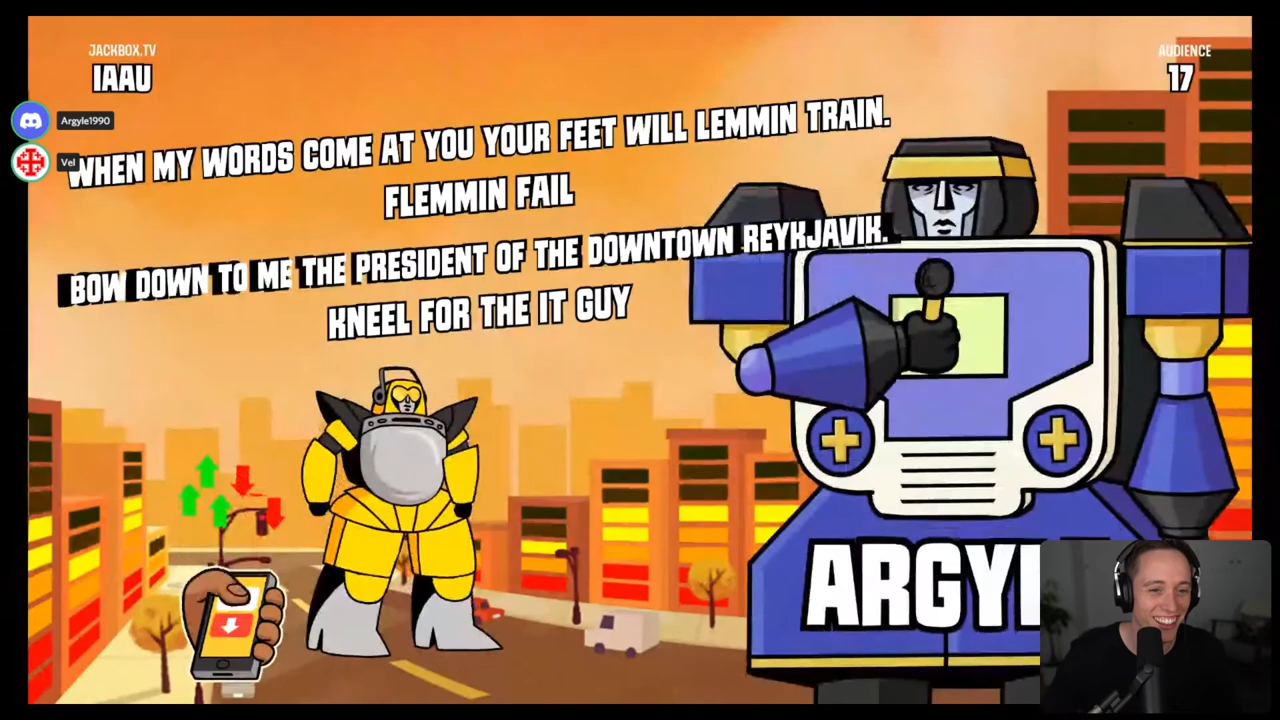 JACKBOX.TV
IAAU
AUDIENCE
17
Argyle1990
Vel
WHEN MY WORDS COME AT YOU YOUR FEET WILL LEMMIN TRAIN.
FLEMMIN FAIL
BOW DOWN TO ME THE PRESIDENT OF THE DOWNTOWN REYKJAVIK.
KNEEL FOR THE IT GUY
ARGYL